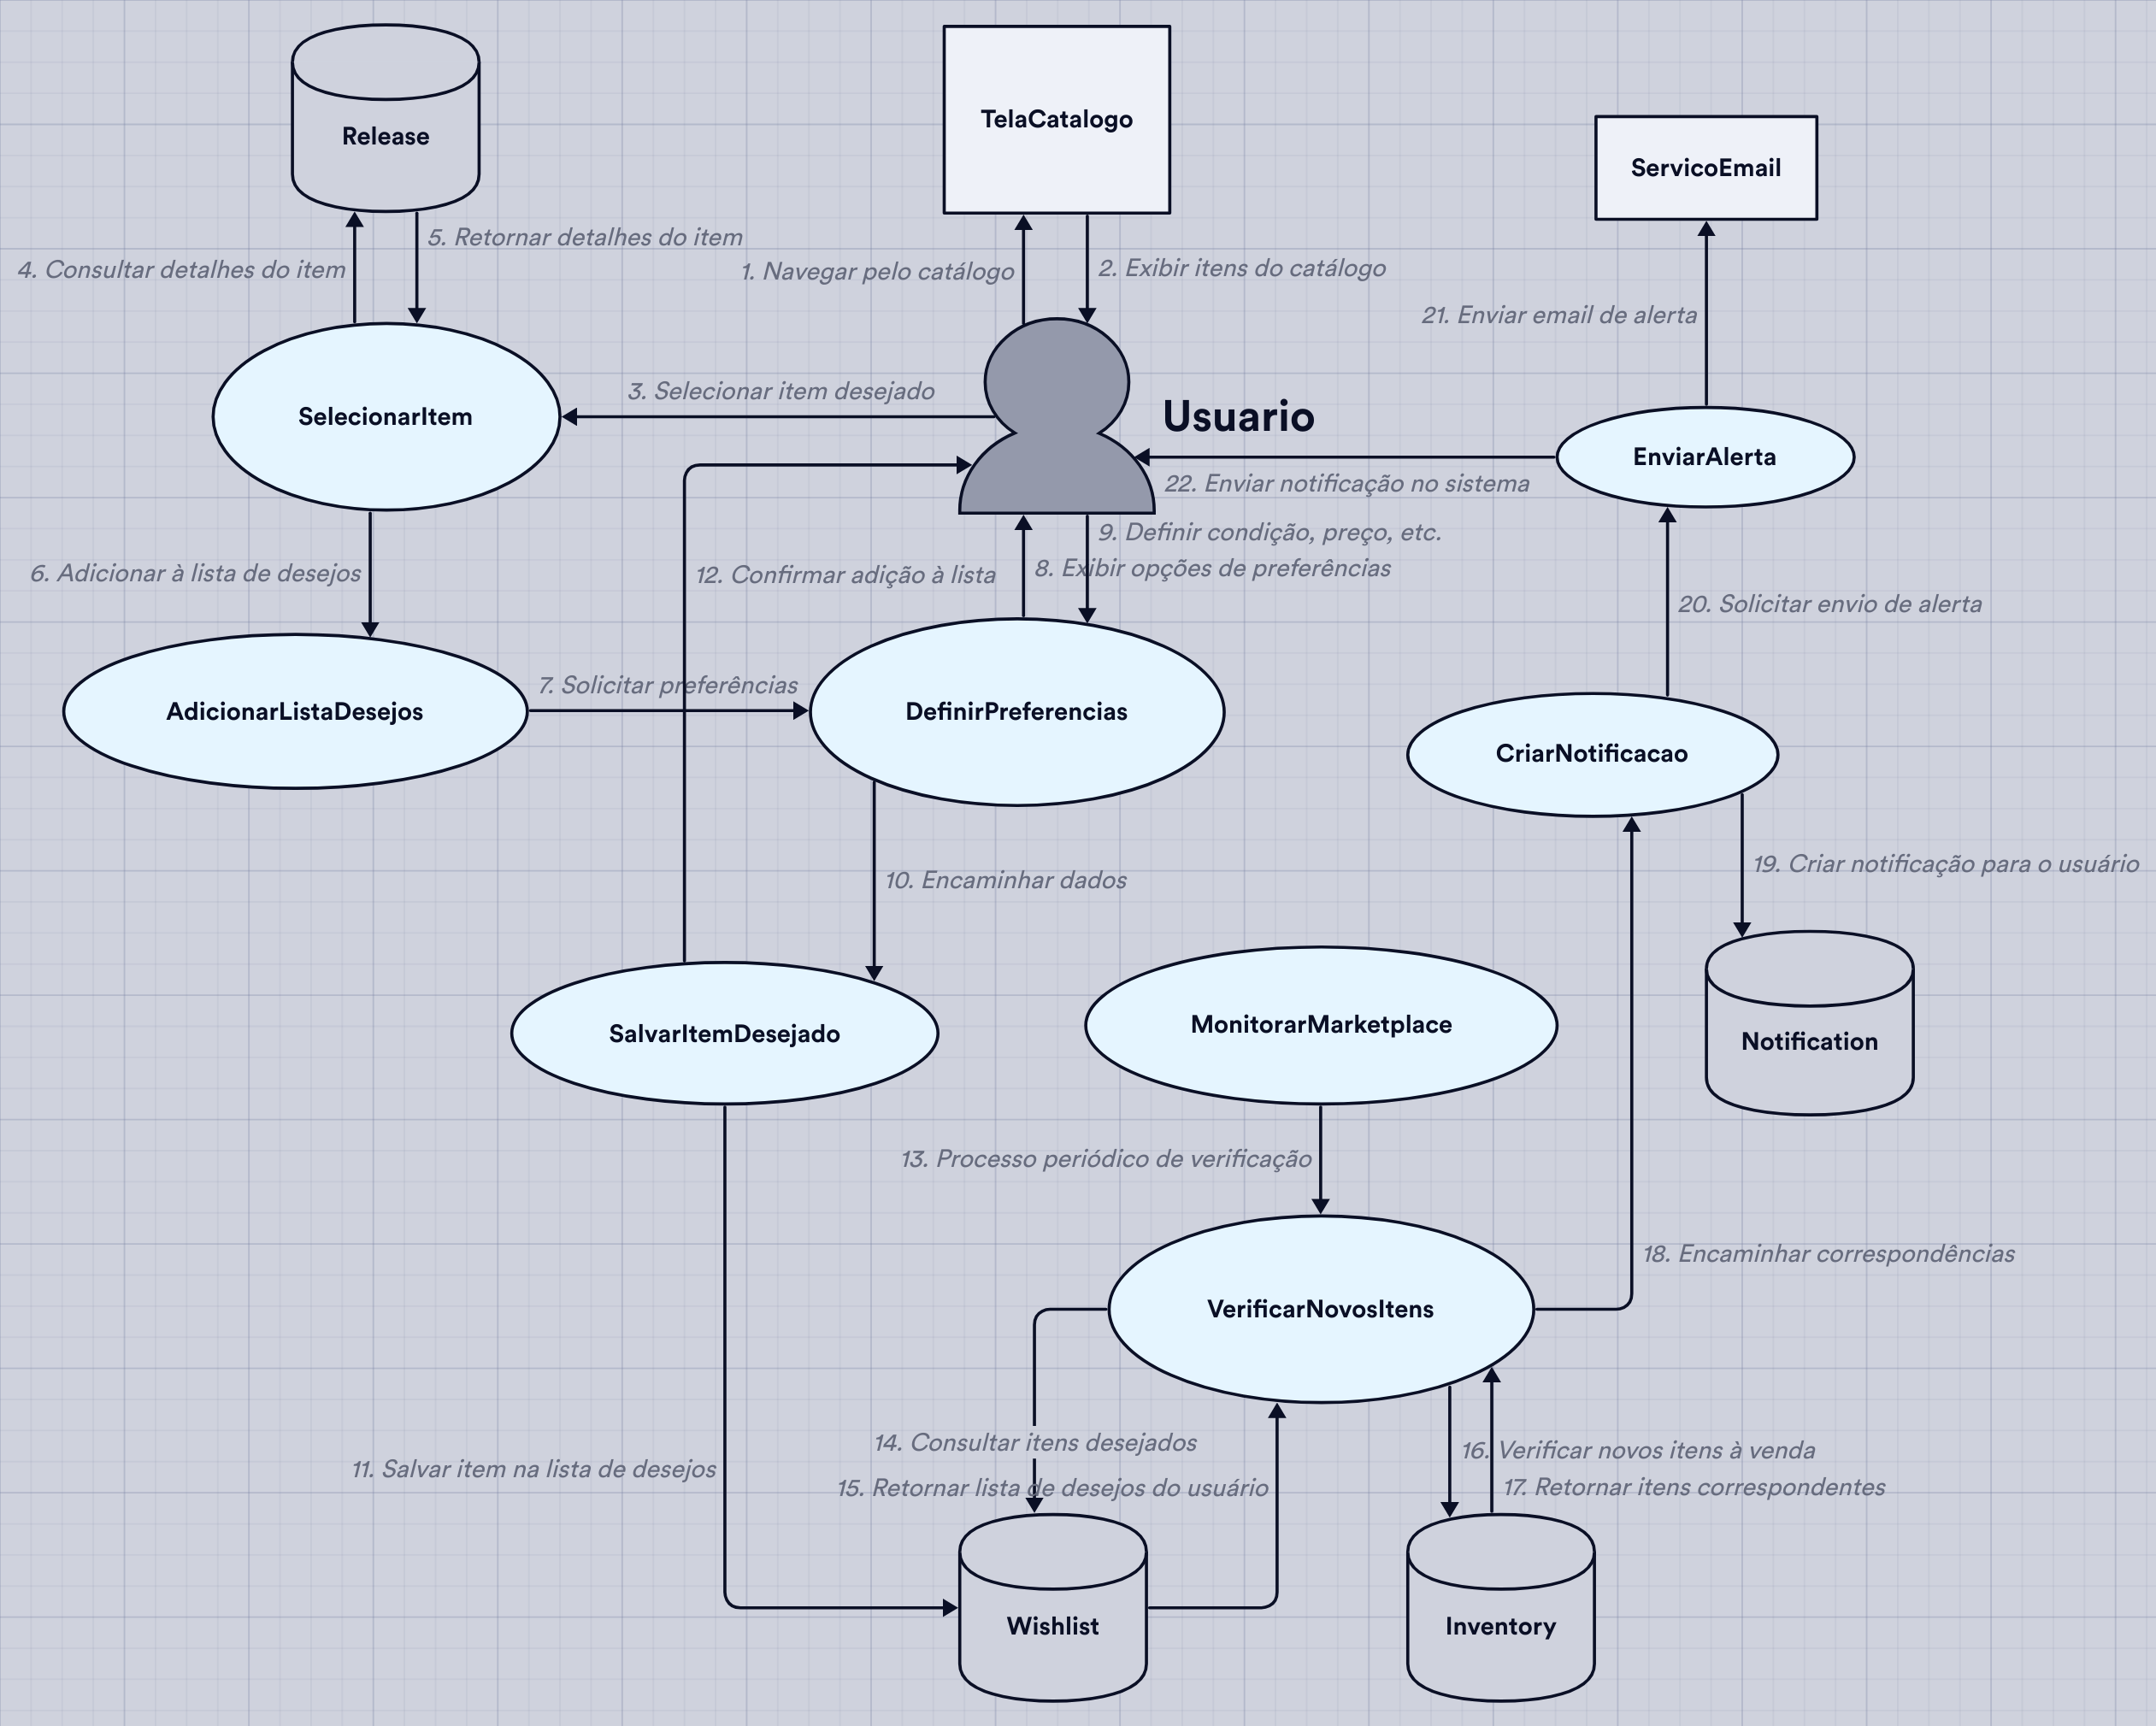 Release
TelaCatalogo
ServicoEmail
5. Retornar detalhes do item
4. Consultar detalhes do item
1. Navegar pelo catálogo
2. Exibir itens do catálogo
21. Enviar email de alerta
3. Selecionar item desejado
SelecionarItem
Usuario
EnviarAlerta
22. Enviar notificação no sistema
9. Definir condição, preço, etc.
8. Exibir opções de preferências
6. Adicionar à lista de desejos
12. Confirmar adição à lista
20. Solicitar envio de alerta
7. Solicitar preferências
AdicionarListaDesejos
DefinirPreferencias
CriarNotificacao
19. Criar notificação para o usuário
10. Encaminhar dados
SalvarItemDesejado
MonitorarMarketplace
Notification
13. Processo periódico de verificação
18. Encaminhar correspondências
VerificarNovosItens
14. Consultar itens desejados
16. Verificar novos itens à venda
11. Salvar item na lista de desejos
15. Retornar lista de desejos do usuário
17. Retornar itens correspondentes
Wishlist
Inventory